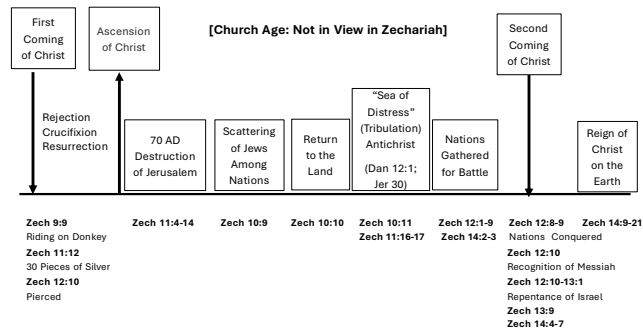 First
Coming
of Christ
Ascension
of Christ
[Church Age: Not in View in Zechariah]
Second
Coming
of Christ
Rejection
Crucifixion
Resurrection
70 AD
Destruction
of Jerusalem
Scattering
of Jews
Among
Nations
Return
to the
Land
“Sea of
Distress”
(Tribulation)
Antichrist
(Dan 12:1;
Jer 30)
Nations
Gathered
for Battle
Reign of
Christ
on the
Earth
Zech 9:9
Riding on Donkey
Zech 11:12
30 Pieces of Silver
Zech 12:10
Pierced
Zech 11:4-14
Zech 10:9
Zech 10:10
Zech 10:11
Zech 11:16-17
Zech 12:1-9
Zech 14:2-3
Zech 12:8-9
Nations Conquered
Zech 12:10
Recognition of Messiah
Zech 12:10-13:1
Repentance of Israel
Zech 13:9
Zech 14:4-7
Zech 14:9-21